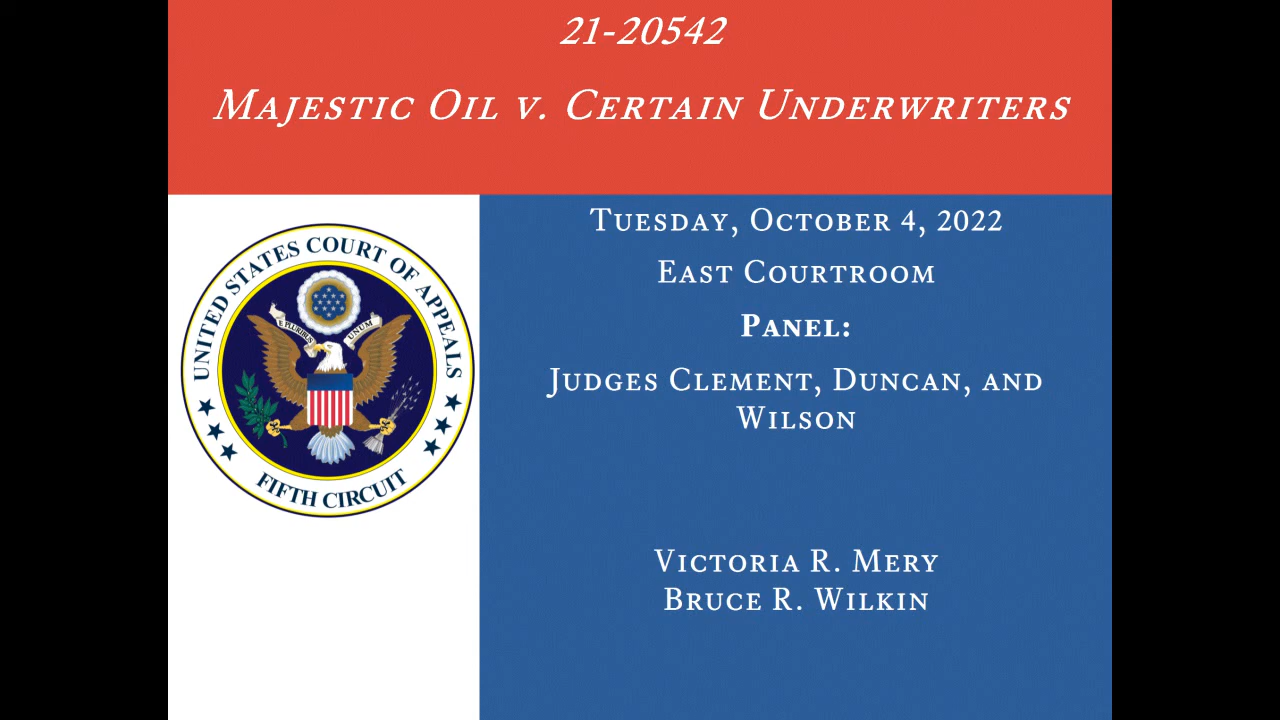 21-20542
Majestic Oil v. Certain Underwriters
Tuesday, October 4, 2022
East Courtroom
Panel:
Judges Clement, Duncan, and
Wilson
Victoria R. Mery
Bruce R. Wilkin
UNITED STATES COURT OF APPEALS
FIFTH CIRCUIT
E PLURIBUS UNUM